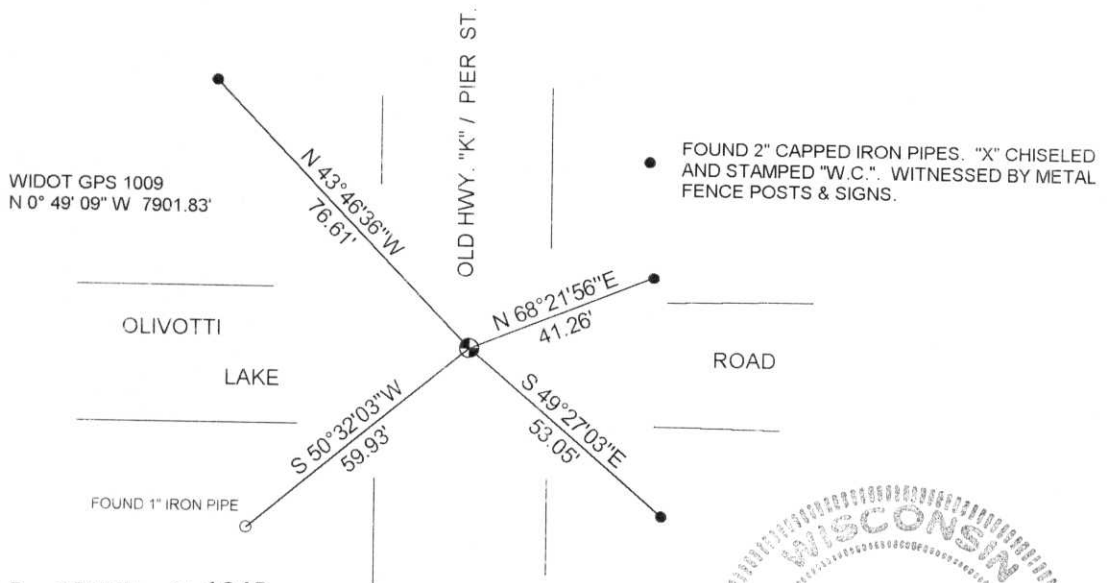 OLD HWY. "K" / PIER ST.
WIDOT GPS 1009
N 0° 49' 09" W 7901.83'
N 43°46'36"W
76.61'
FOUND 2" CAPPED IRON PIPES. "X" CHISELED
AND STAMPED "W.C.". WITNESSED BY METAL
FENCE POSTS & SIGNS.
N 68°21'56"E
41.26'
OLIVOTTI
LAKE
ROAD
S 50°32'03"W
59.93'
S 49°27'03"E
53.05'
FOUND 1" IRON PIPE
WISCONSIN